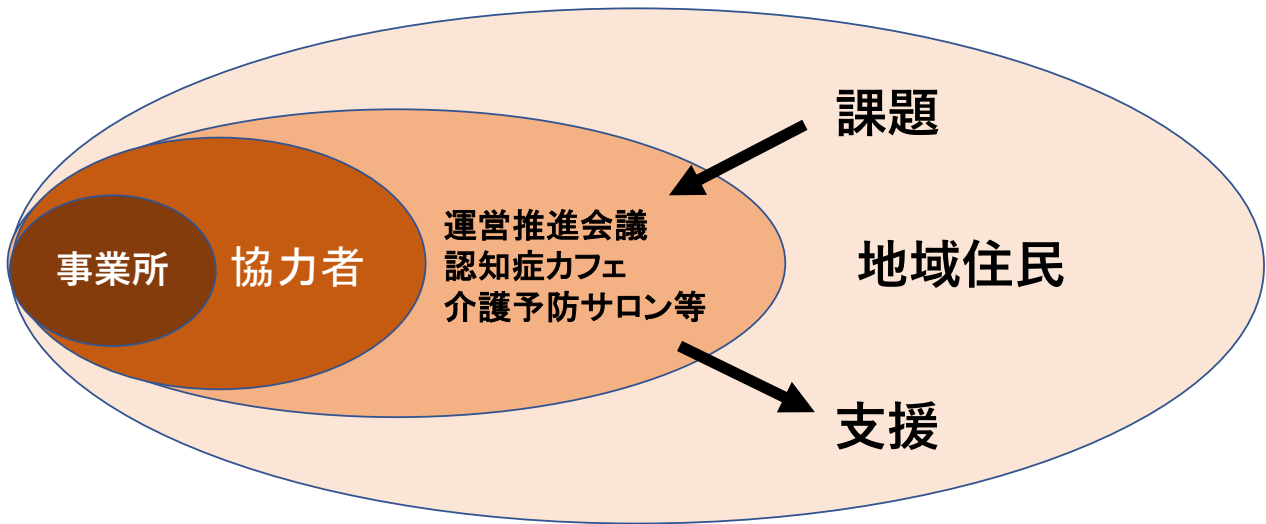 課題
運営推進会議
認知症カフェ
介護予防サロン等
事業所
協力者
地域住民
支援